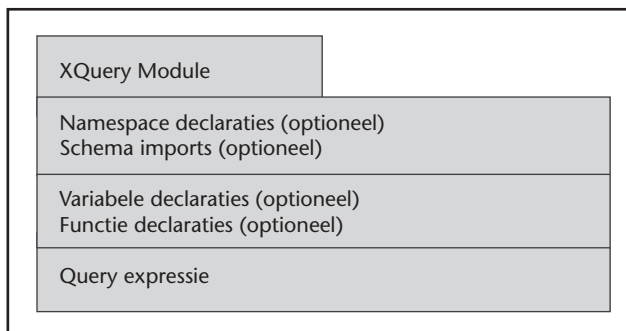 XQuery Module
Namespace declaraties (optioneel)
Schema imports (optioneel)
Variabele declaraties (optioneel)
Functie declaraties (optioneel)
Query expressie